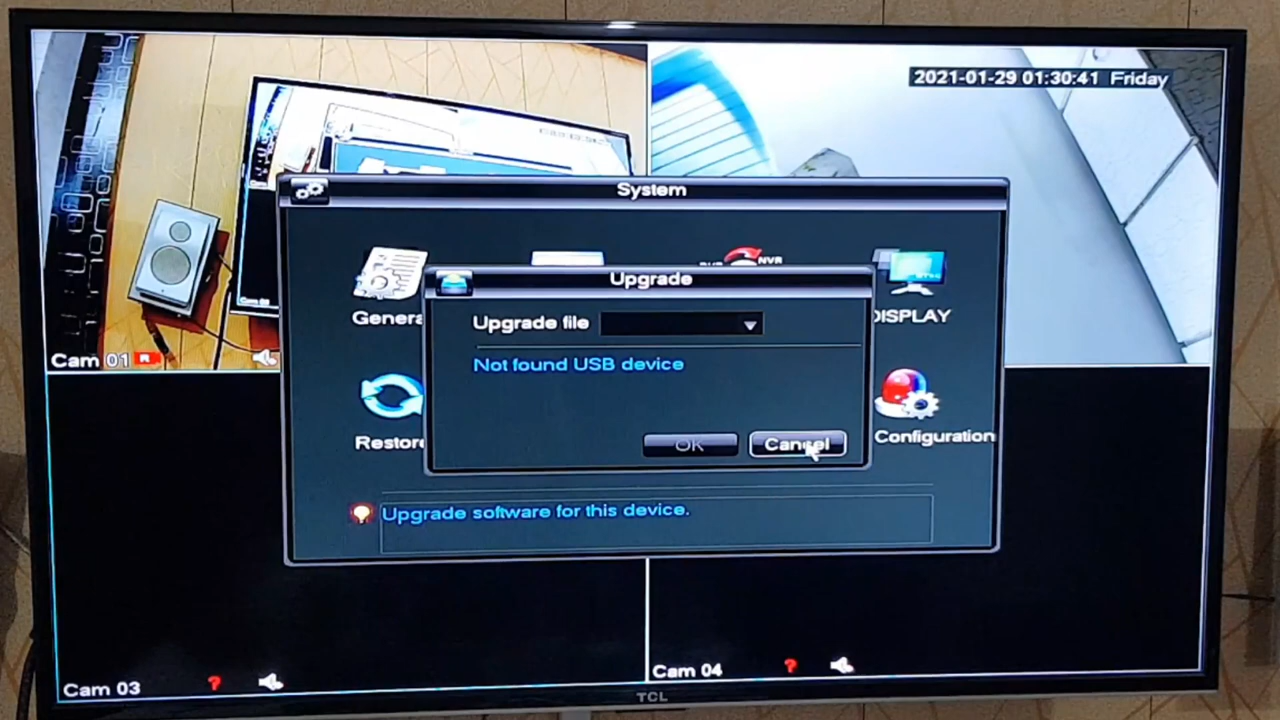 2021-01-29 01:30:41 Friday
System
NVR
Upgrade
General
DISPLAY
Upgrade file
Not found USB device
Cam 01 R
Restore
OK
Cancel
Configuration
Upgrade software for this device.
Cam 03 ?
Cam 04 ?
TCL